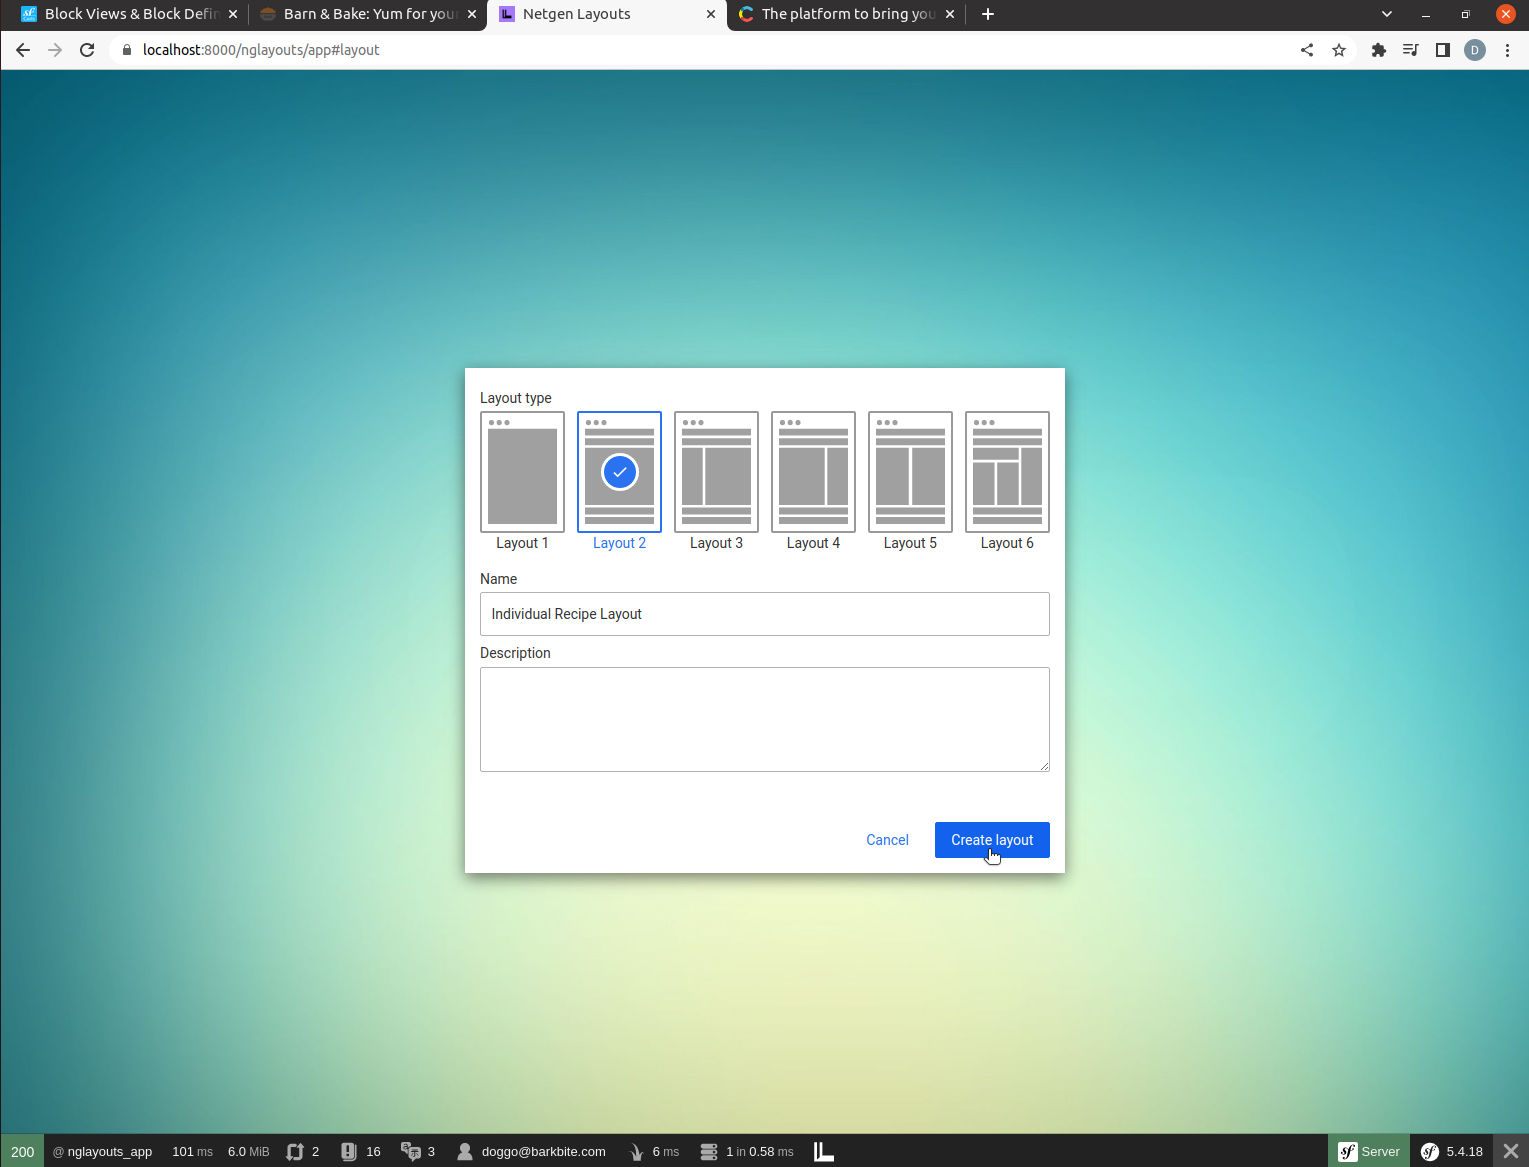 Block Views & Block Defin
Barn & Bake: Yum for your
Netgen Layouts
The platform to bring you
localhost:8000/nglayouts/app#layout
D
Layout type
Layout 1
Layout 2
Layout 3
Layout 4
Layout 5
Layout 6
Name
Individual Recipe Layout
Description
Cancel
Create layout
200 @ nglayouts_app 101 ms 6.0 MiB 2 16 3 doggo@barkbite.com 6 ms 1 in 0.58 ms Server 5.4.18